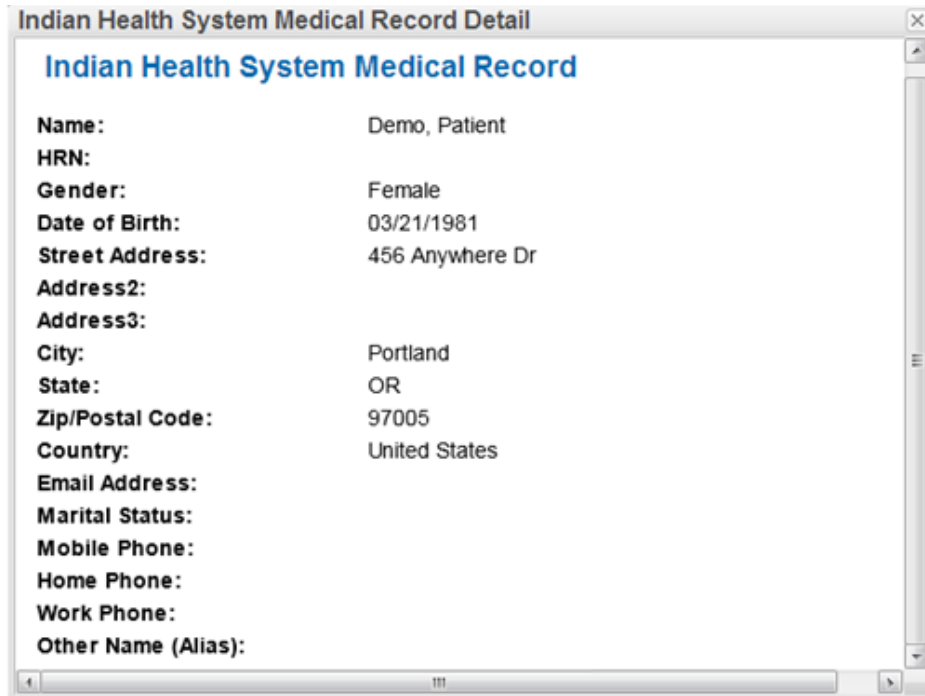 Indian Health System Medical Record Detail
Indian Health System Medical Record
Name: Demo, Patient
HRN:
Gender: Female
Date of Birth: 03/21/1981
Street Address: 456 Anywhere Dr
Address2:
Address3:
City: Portland
State: OR
Zip/Postal Code: 97005
Country: United States
Email Address:
Marital Status:
Mobile Phone:
Home Phone:
Work Phone:
Other Name (Alias):